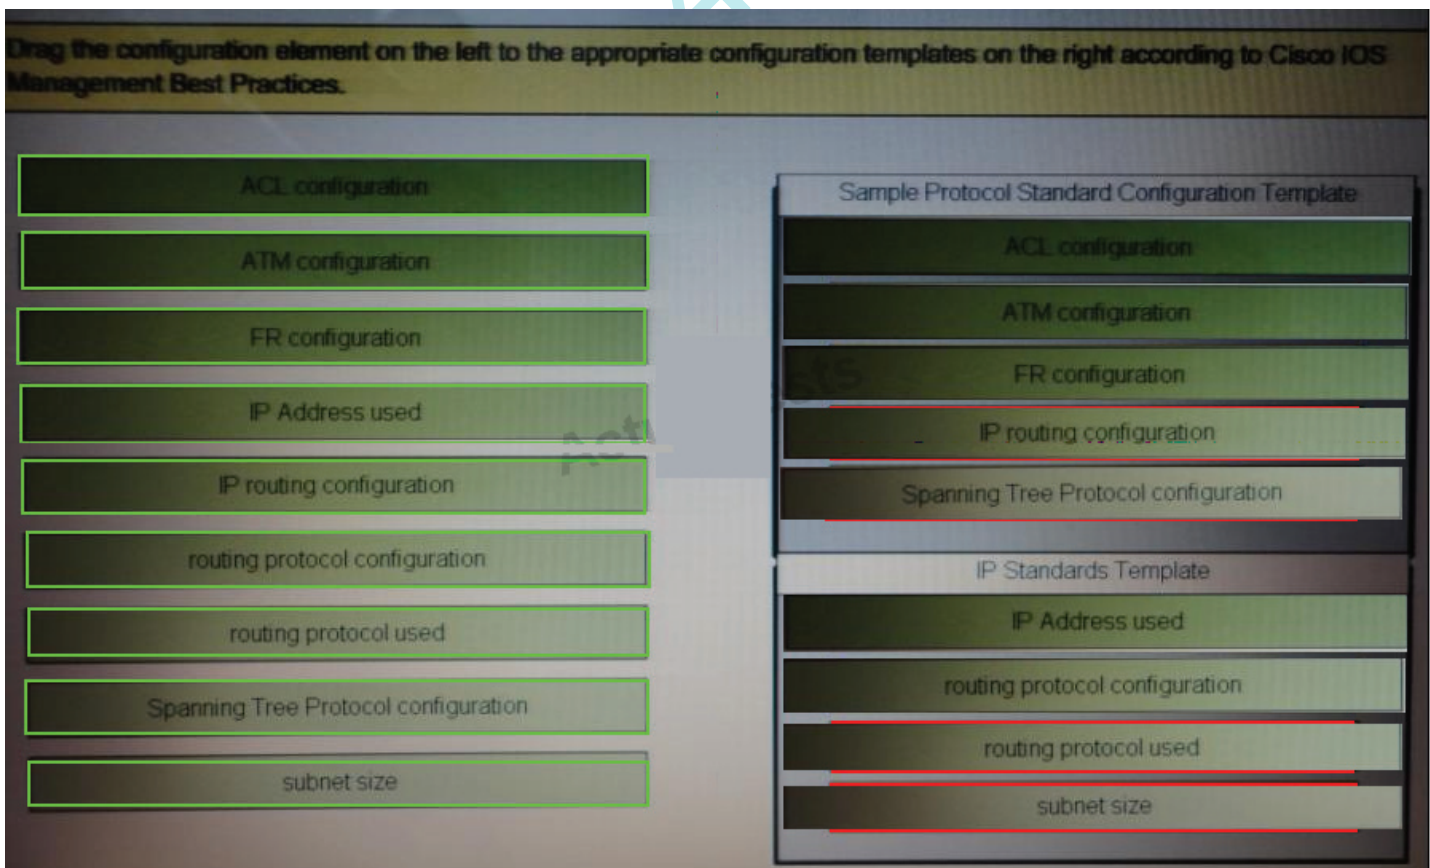 Drag the configuration element on the left to the appropriate configuration templates on the right according to Cisco IOS
Management Best Practices.
ACL configuration
ATM configuration
FR configuration
IP Address used
IP routing configuration
routing protocol configuration
routing protocol used
Spanning Tree Protocol configuration
subnet size
Sample Protocol Standard Configuration Template
ACL configuration
ATM configuration
FR configuration
IP routing configuration
Spanning Tree Protocol configuration
IP Standards Template
IP Address used
routing protocol configuration
routing protocol used
subnet size